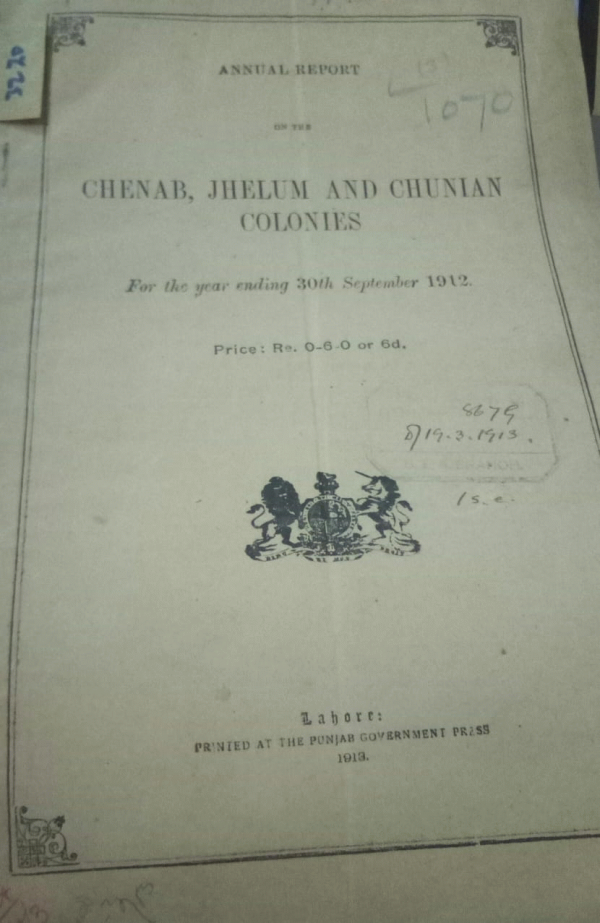 3220
ANNUAL REPORT
1070
ON THE
CHENAB, JHELUM AND CHUNIAN
COLONIES
For the year ending 30th September 1912.
Price: Re. 0-6-0 or 6d.
8679
19.3.1913.
Lahore:
PRINTED AT THE PUNJAB GOVERNMENT PRESS
1913.